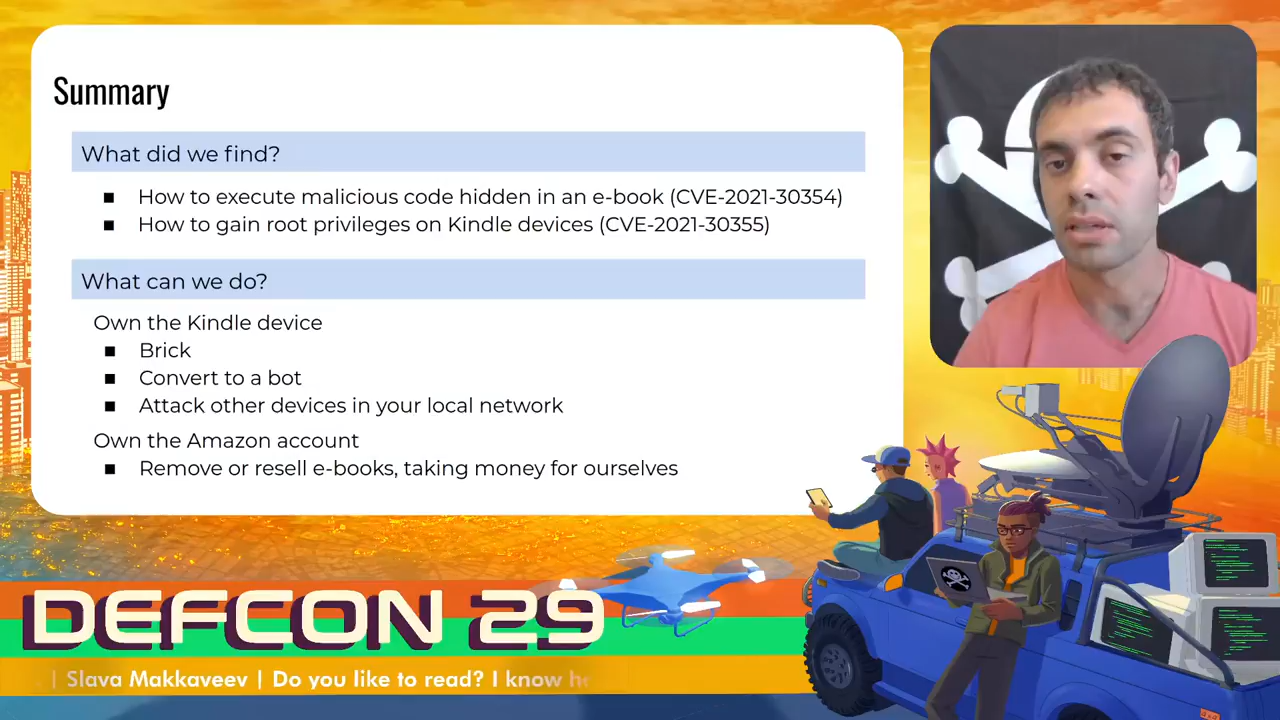 Summary
What did we find?
■ How to execute malicious code hidden in an e-book (CVE-2021-30354)
■ How to gain root privileges on Kindle devices (CVE-2021-30355)
What can we do?
Own the Kindle device
■ Brick
■ Convert to a bot
■ Attack other devices in your local network
Own the Amazon account
■ Remove or resell e-books, taking money for ourselves
DEFCON 29
| Slava Makkaveev | Do you like to read? I know